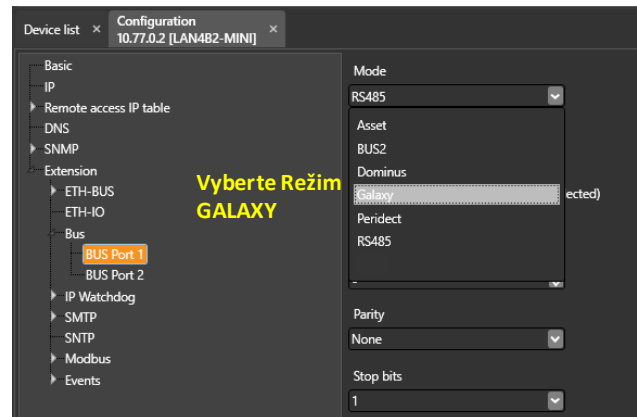 Device list ×
Configuration
10.77.0.2 [LAN4B2-MINI] ×
Basic
IP
Remote access IP table
DNS
SNMP
Extension
ETH-BUS
ETH-IO
Bus
BUS Port 1
BUS Port 2
IP Watchdog
SMTP
SNTP
Modbus
Events
Vyberte Režim
GALAXY
Mode
RS485
Asset
BUS2
Dominus
Galaxy
ected)
Peridect
RS485
Parity
None
Stop bits
1